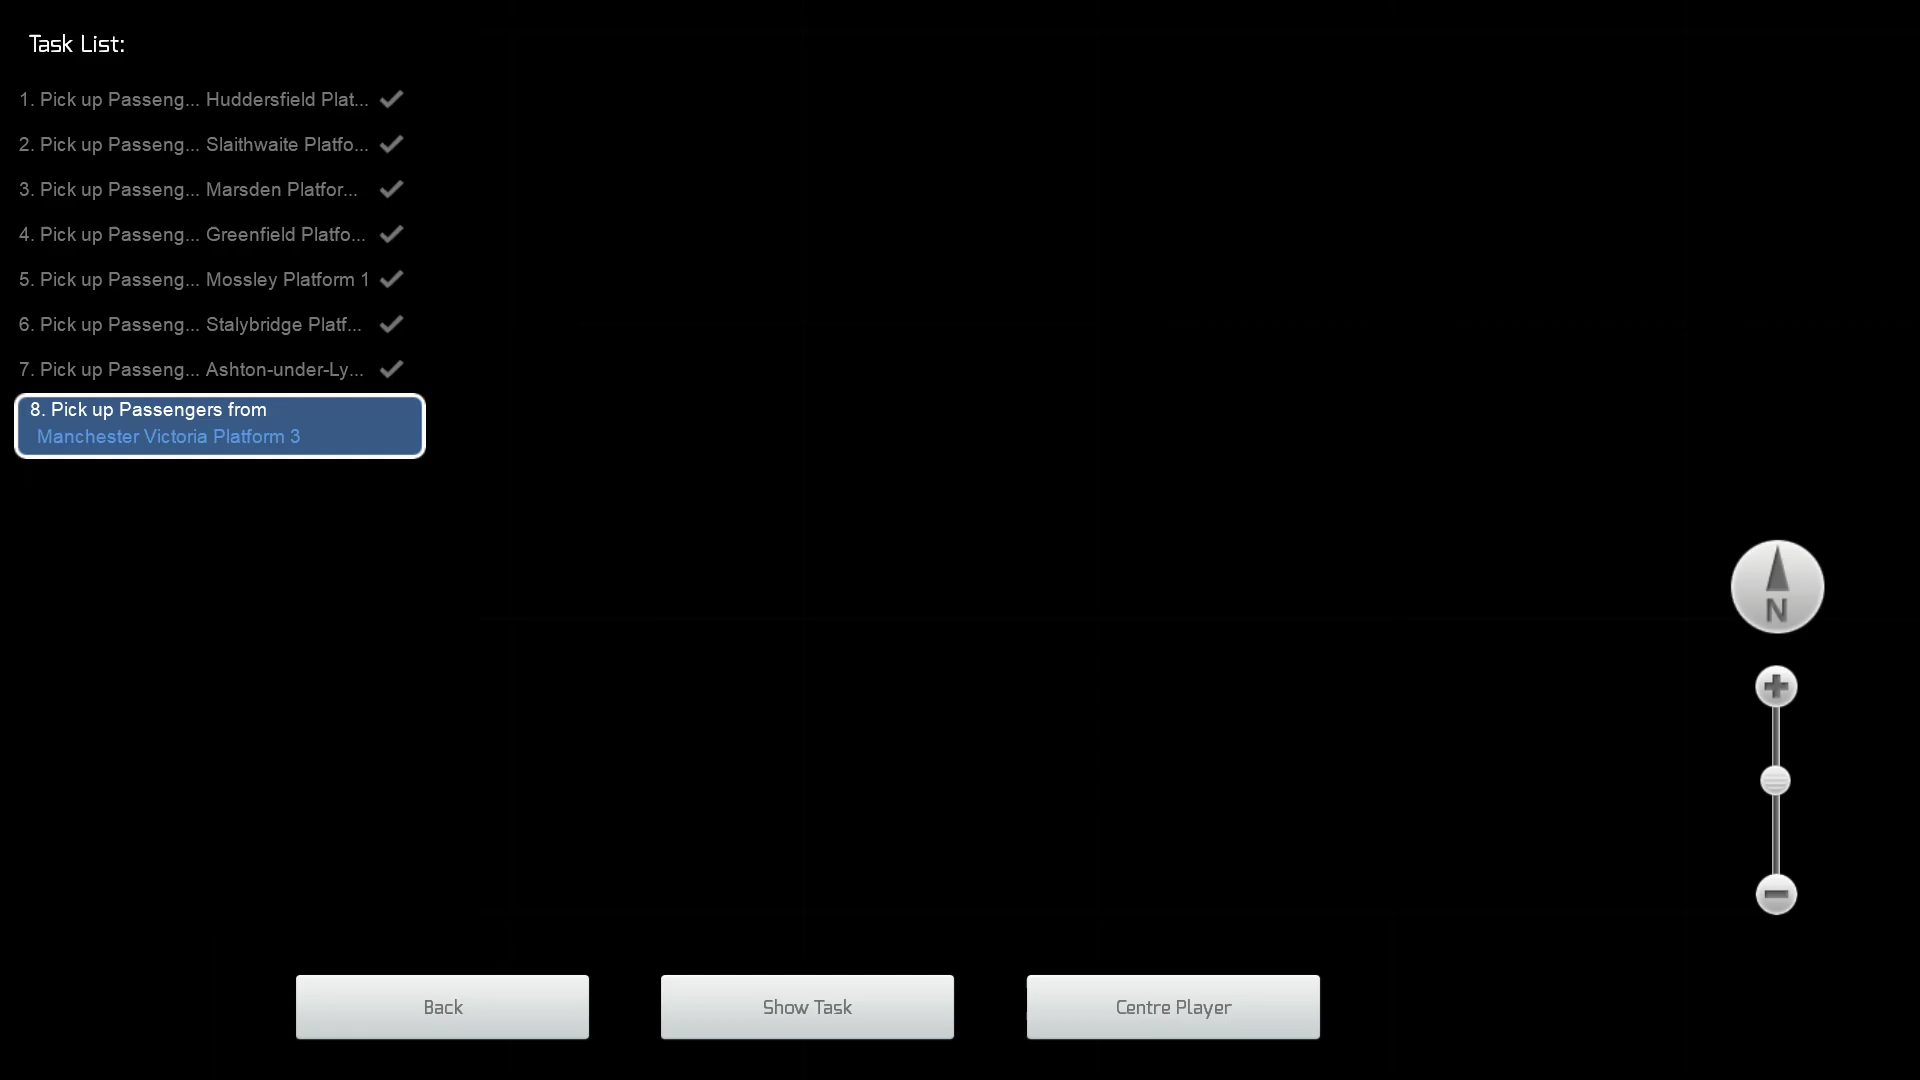 Task List:
1. Pick up Passeng... Huddersfield Plat...
2. Pick up Passeng... Slaithwaite Platfo...
3. Pick up Passeng... Marsden Platfor...
4. Pick up Passeng... Greenfield Platfo...
5. Pick up Passeng... Mossley Platform 1
6. Pick up Passeng... Stalybridge Platf...
7. Pick up Passeng... Ashton-under-Ly...
8. Pick up Passengers from
Manchester Victoria Platform 3
N
Back
Show Task
Centre Player